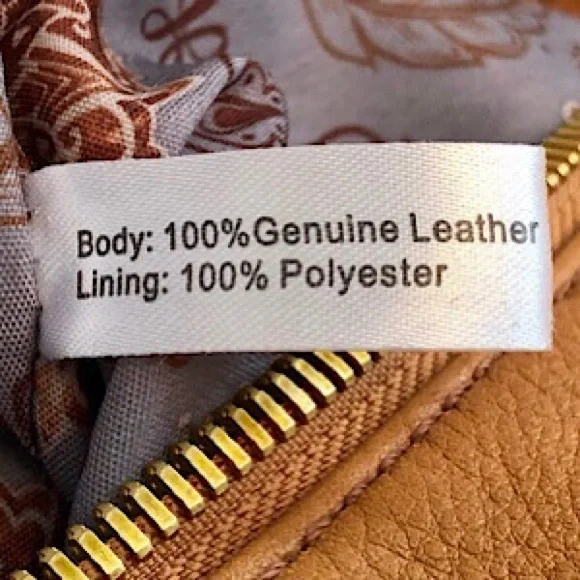 Body: 100%Genuine Leather
Lining: 100% Polyester